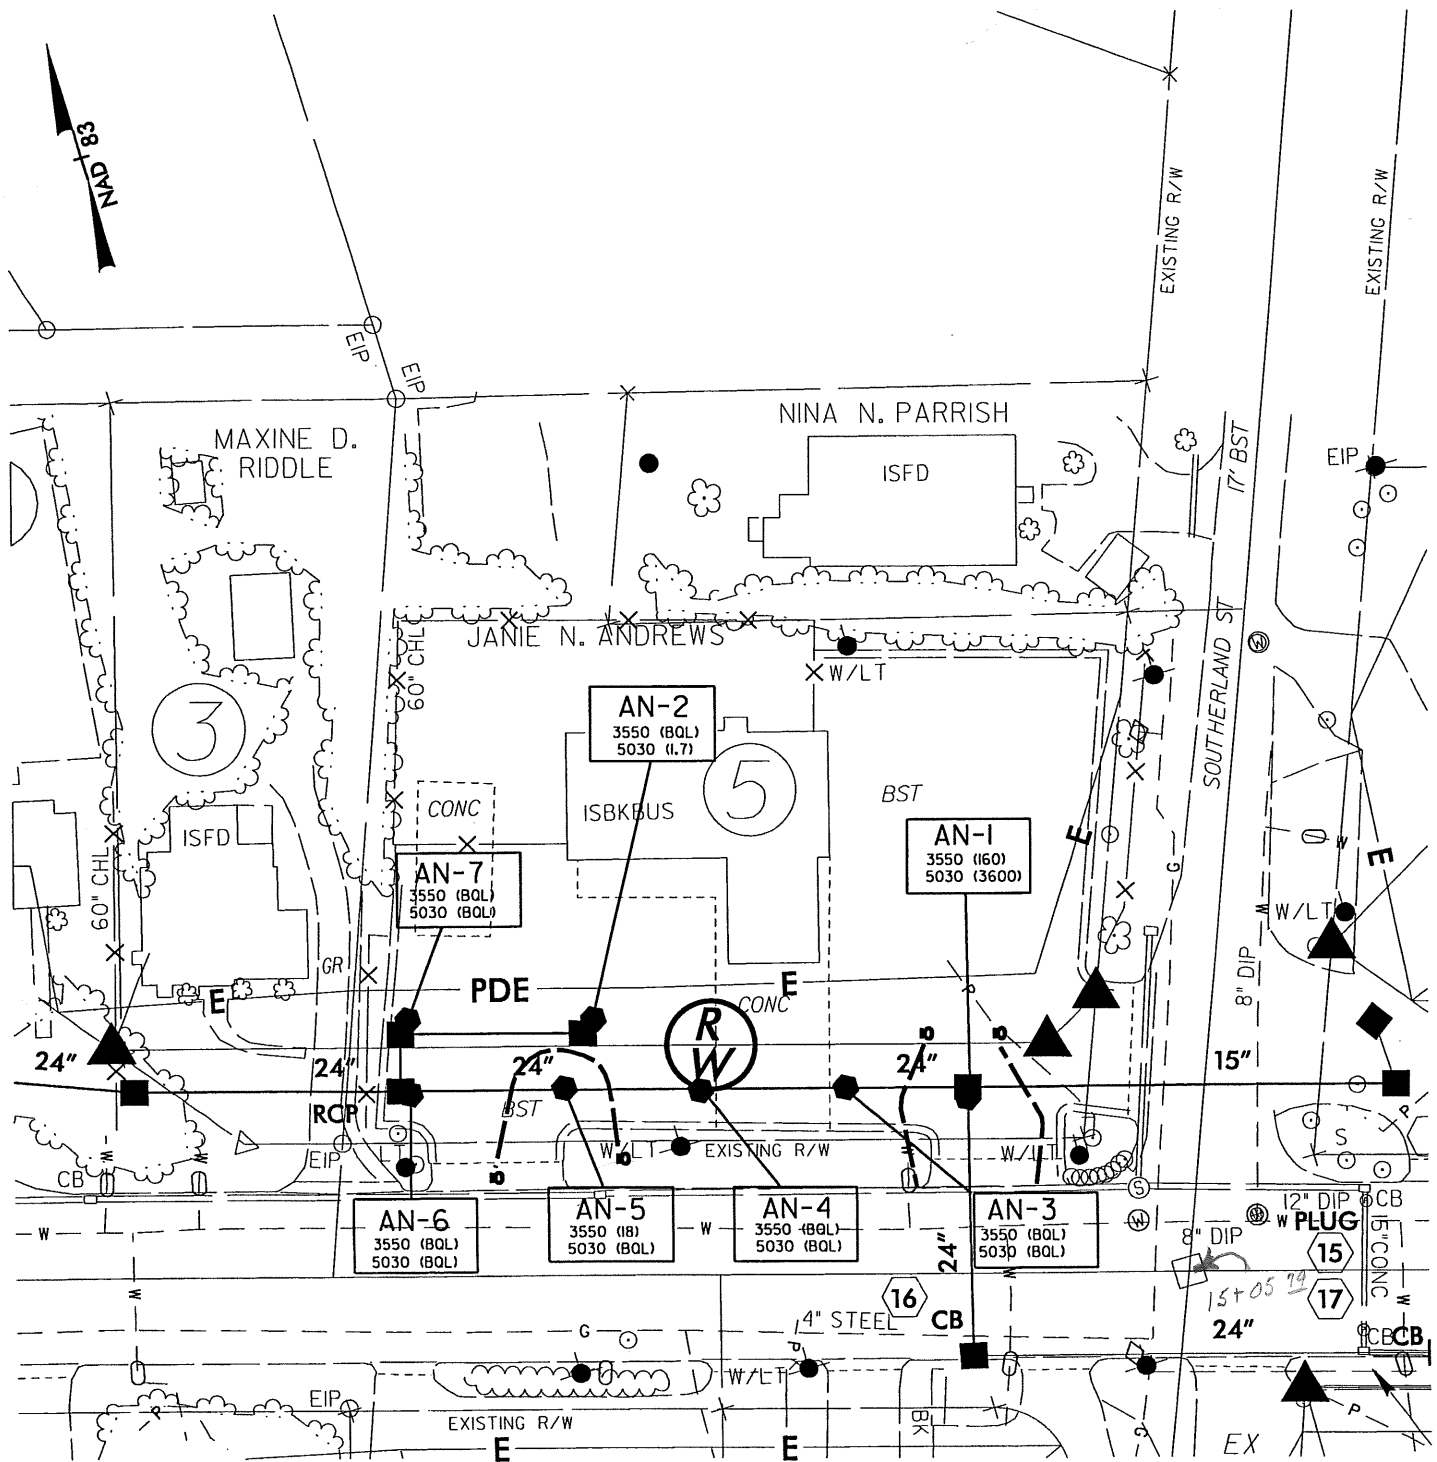 NAD 83
EXISTING R/W
EXISTING R/W
EIP
EIP
MAXINE D.
RIDDLE
NINA N. PARRISH
ISFD
17' BST
EIP
60" CHL
JANIE N. ANDREWS
W/LT
SOUTHERLAND ST
W
3
AN-2
3550 (BQL)
5030 (1.7)
5
ISBKBUS
BST
CONC
ISFD
AN-1
3550 (160)
5030 (3600)
E
E
G
W
60" CHL
AN-7
3550 (BQL)
5030 (BQL)
W/LT
W
GR
E
PDE
E
CONC
P
8" DIP
R
W
24"
24"
24"
24"
15"
RCP
BST
EIP
LT
W/LT
EXISTING R/W
W/LT
S
P
CB
W
W
S
12" DIP
CB
W
AN-6
3550 (BQL)
5030 (BQL)
AN-5
3550 (18)
5030 (BQL)
W
AN-4
3550 (BQL)
5030 (BQL)
AN-3
3550 (BQL)
5030 (BQL)
W
W
W
PLUG
8" DIP
15
15" CONC
24"
W
W
16
CB
15+05 79
17
W
24"
G
4" STEEL
P
CB
CB
W/LT
EIP
P
EXISTING R/W
E
E
BK
G
P
EX